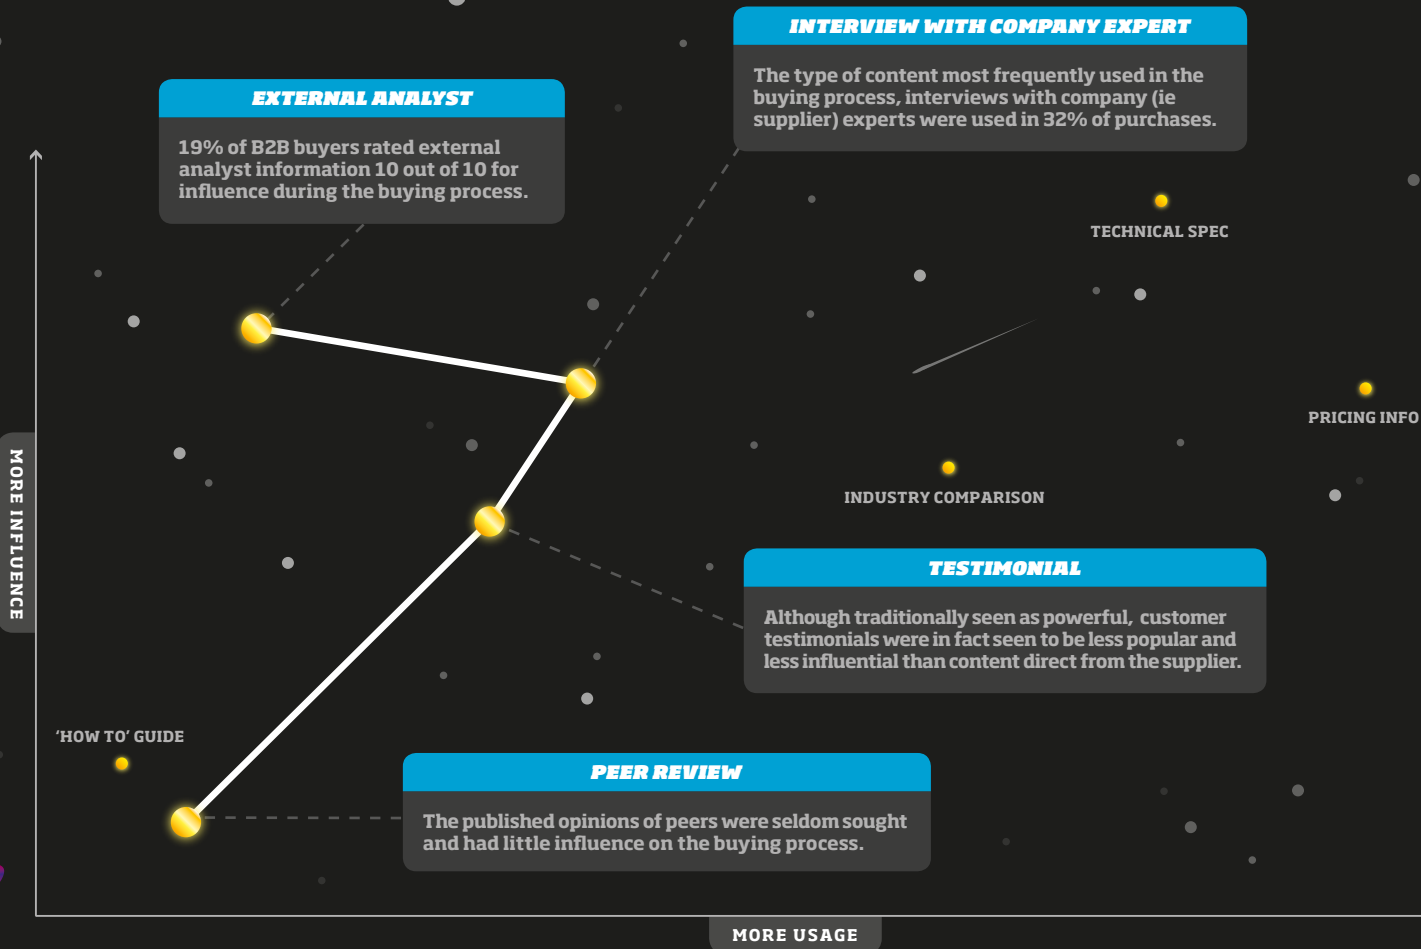 INTERVIEW WITH COMPANY EXPERT
The type of content most frequently used in the
buying process, interviews with company (ie
supplier) experts were used in 32% of purchases.
EXTERNAL ANALYST
19% of B2B buyers rated external
analyst information 10 out of 10 for
influence during the buying process.
TECHNICAL SPEC
PRICING INFO
INDUSTRY COMPARISON
MORE INFLUENCE
TESTIMONIAL
Although traditionally seen as powerful, customer
testimonials were in fact seen to be less popular and
less influential than content direct from the supplier.
‘HOW TO’ GUIDE
PEER REVIEW
The published opinions of peers were seldom sought
and had little influence on the buying process.
MORE USAGE